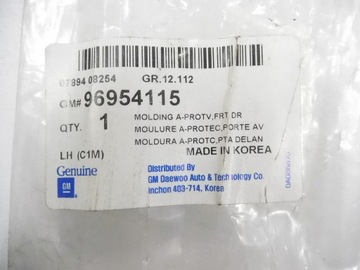 07894 08254 GR.12.112
GM# 96954115
QTY. 1
MOLDING A-PROTV,FRT DR
MOULURE A-PROTEC,PORTE AV
MOLDURA A-PROTC,PTA DELAN
LH (C1M) MADE IN KOREA
Genuine
GM
Distributed By
GM Daewoo Auto & Technology Co.
Inchon 403-714, Korea